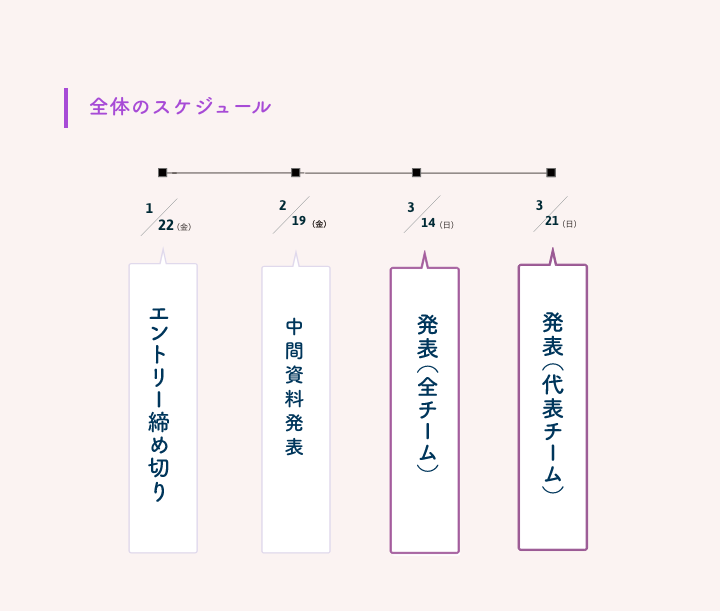 全体のスケジュール
1/22(金)
2/19(金)
3/14(日)
3/21(日)
エントリー締め切り
中間資料発表
発表(全チーム)
発表(代表チーム)